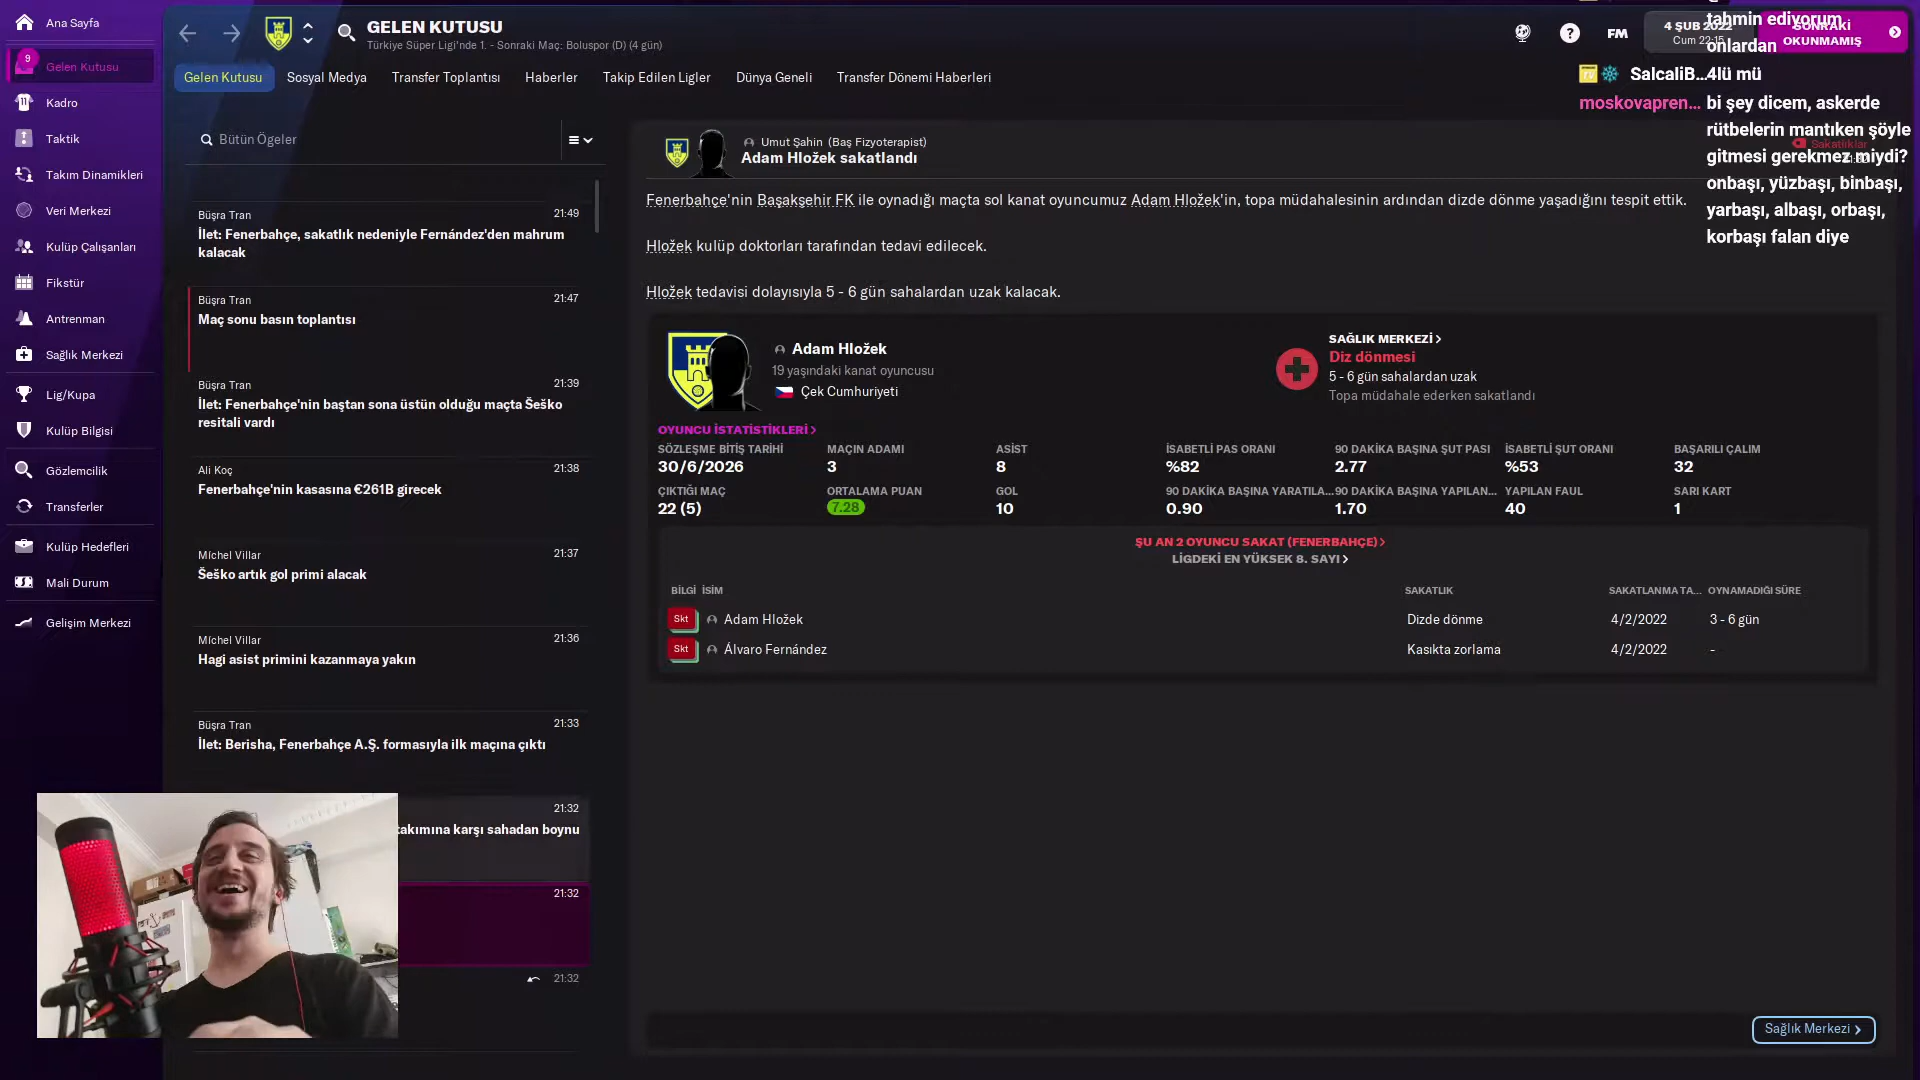 Ana Sayfa
9
Gelen Kutusu
Kadro
Taktik
Takım Dinamikleri
Veri Merkezi
Kulüp Çalışanları
Fikstür
Antrenman
Sağlık Merkezi
Lig/Kupa
Kulüp Bilgisi
Gözlemcilik
Transferler
Kulüp Hedefleri
Mali Durum
Gelişim Merkezi
GELEN KUTUSU
Türkiye Süper Ligi'nde 1. - Sonraki Maç: Boluspor (D) (4 gün)
FM
4 ŞUB 2022
Cum 22:15
SONRAKİ
OKUNMAMIŞ
Gelen Kutusu
Sosyal Medya
Transfer Toplantısı
Haberler
Takip Edilen Ligler
Dünya Geneli
Transfer Dönemi Haberleri
tahmin ediyorum
onlardan
SalcaliB... 4lü mü
moskovapren... bi şey dicem, askerde
rütbelerin mantıken şöyle
gitmesi gerekmez miydi?
onbaşı, yüzbaşı, binbaşı,
yarbaşı, albaşı, orbaşı,
korbaşı falan diye
Bütün Ögeler
Büşra Tran 21:49
İlet: Fenerbahçe, sakatlık nedeniyle Fernández'den mahrum
kalacak
Büşra Tran 21:47
Maç sonu basın toplantısı
Büşra Tran 21:39
İlet: Fenerbahçe'nin baştan sona üstün olduğu maçta Šeško
resitali vardı
Ali Koç 21:38
Fenerbahçe'nin kasasına €261B girecek
Míchel Villar 21:37
Šeško artık gol primi alacak
Míchel Villar 21:36
Hagi asist primini kazanmaya yakın
Büşra Tran 21:33
İlet: Berisha, Fenerbahçe A.Ş. formasıyla ilk maçına çıktı
21:32
takımına karşı sahadan boynu
21:32
21:32
Umut Şahin (Baş Fizyoterapist)
Adam Hložek sakatlandı
Sakatlıklar
Fenerbahçe'nin Başakşehir FK ile oynadığı maçta sol kanat oyuncumuz Adam Hložek'in, topa müdahalesinin ardından dizde dönme yaşadığını tespit ettik.
Hložek kulüp doktorları tarafından tedavi edilecek.
Hložek tedavisi dolayısıyla 5 - 6 gün sahalardan uzak kalacak.
Adam Hložek
19 yaşındaki kanat oyuncusu
Çek Cumhuriyeti
SAĞLIK MERKEZİ
Diz dönmesi
5 - 6 gün sahalardan uzak
Topa müdahale ederken sakatlandı
OYUNCU İSTATİSTİKLERİ
SÖZLEŞME BİTİŞ TARİHİ MAÇIN ADAMI ASİST İSABETLİ PAS ORANI 90 DAKİKA BAŞINA ŞUT PASI İSABETLİ ŞUT ORANI BAŞARILI ÇALIM
30/6/2026 3 8 %82 2.77 %53 32
ÇIKTIĞI MAÇ ORTALAMA PUAN GOL 90 DAKİKA BAŞINA YARATILA... 90 DAKİKA BAŞINA YAPILAN... YAPILAN FAUL SARI KART
22 (5) 7.28 10 0.90 1.70 40 1
ŞU AN 2 OYUNCU SAKAT (FENERBAHÇE)
LİGDEKİ EN YÜKSEK 8. SAYI
BİLGİ İSİM SAKATLIK SAKATLANMA TA... OYNAMADIĞI SÜRE
Skt Adam Hložek Dizde dönme 4/2/2022 3 - 6 gün
Skt Álvaro Fernández Kasıkta zorlama 4/2/2022 -
Sağlık Merkezi